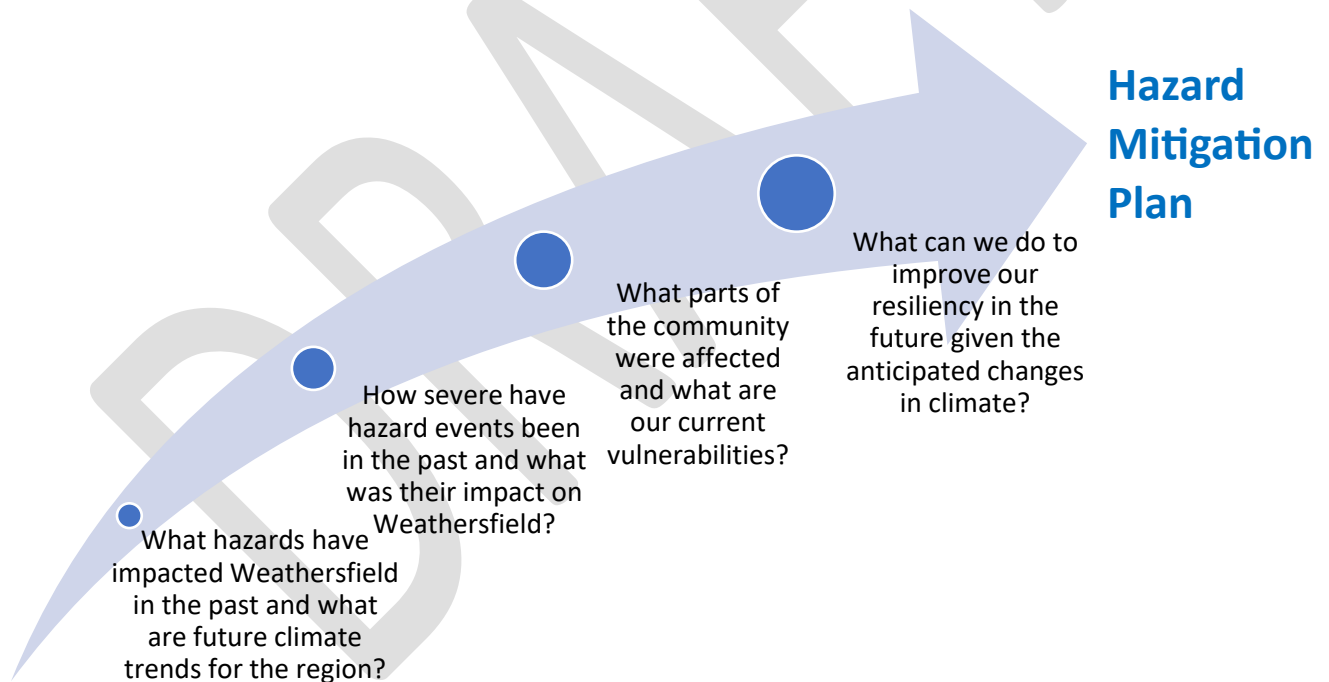 Hazard
Mitigation
Plan
What can we do to
improve our
resiliency in the
future given the
anticipated changes
in climate?
What parts of
the community
were affected
and what are
our current
vulnerabilities?
How severe have
hazard events been
in the past and what
was their impact on
Weathersfield?
What hazards have
impacted Weathersfield
in the past and what
are future climate
trends for the region?